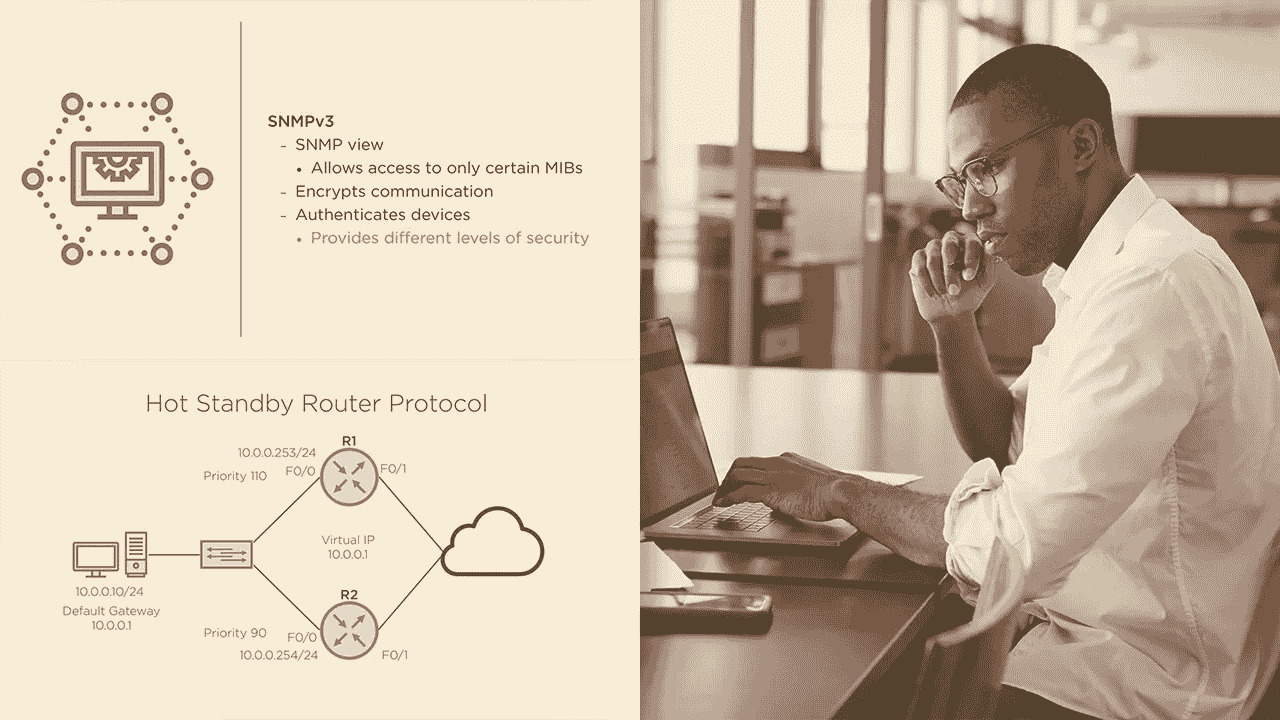 SNMPv3
- SNMP view
• Allows access to only certain MIBs
- Encrypts communication
- Authenticates devices
• Provides different levels of security
Hot Standby Router Protocol
R1
10.0.0.253/24
Priority 110
F0/0
F0/1
Virtual IP
10.0.0.1
10.0.0.10/24
Default Gateway
10.0.0.1
R2
Priority 90
F0/0
10.0.0.254/24
F0/1